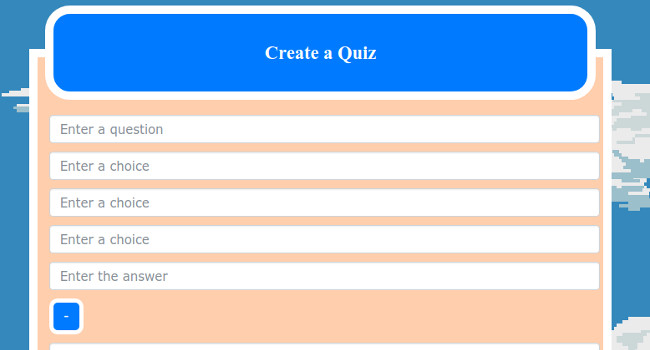 Create a Quiz
Enter a question
Enter a choice
Enter a choice
Enter a choice
Enter the answer
-